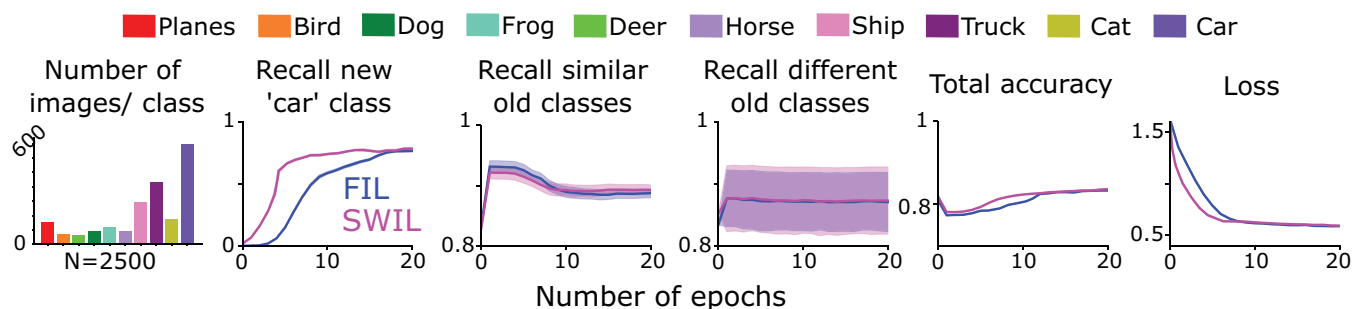 Planes Bird Dog Frog Deer Horse Ship Truck Cat Car
Number of images/ class
600
0
N=2500
Recall new 'car' class
1
0.5
0
FIL
SWIL
0 10 20
Recall similar old classes
1
0.8
0 10 20
Recall different old classes
1
0.8
0 10 20
Total accuracy
1
0.8
0 10 20
Loss
1.5
0.5
0 10 20
Number of epochs